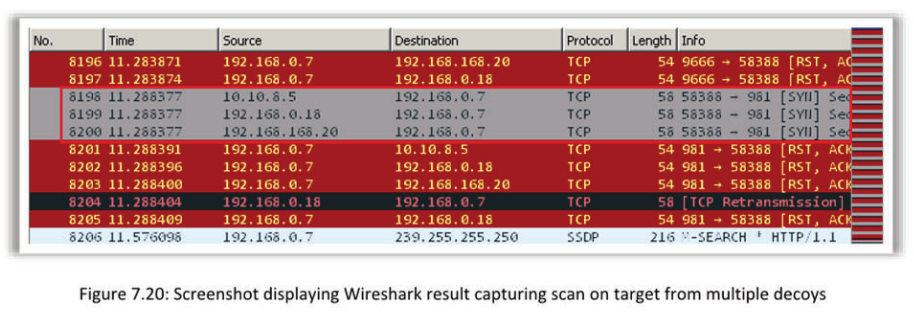 No. Time Source Destination Protocol Length Info
8196 11.283871 192.168.0.7 192.168.168.20 TCP 54 9666 → 58388 [RST, AC
8197 11.283874 192.168.0.7 192.168.0.18 TCP 54 9666 → 58388 [RST, AC
8198 11.288377 10.10.8.5 192.168.0.7 TCP 58 58388 → 981 [SYN] Sec
8199 11.288377 192.168.0.18 192.168.0.7 TCP 58 58388 → 981 [SYN] Sec
8200 11.288377 192.168.168.20 192.168.0.7 TCP 58 58388 → 981 [SYN] Sec
8201 11.288391 192.168.0.7 10.10.8.5 TCP 54 981 → 58388 [RST, ACK
8202 11.288396 192.168.0.7 192.168.0.18 TCP 54 981 → 58388 [RST, ACK
8203 11.288400 192.168.0.7 192.168.168.20 TCP 54 981 → 58388 [RST, ACK
8204 11.288404 192.168.0.18 192.168.0.7 TCP 58 [TCP Retransmission]
8205 11.288409 192.168.0.7 192.168.0.18 TCP 54 981 → 58388 [RST, ACK
8206 11.576098 192.168.0.7 239.255.255.250 SSDP 216 M-SEARCH * HTTP/1.1
Figure 7.20: Screenshot displaying Wireshark result capturing scan on target from multiple decoys